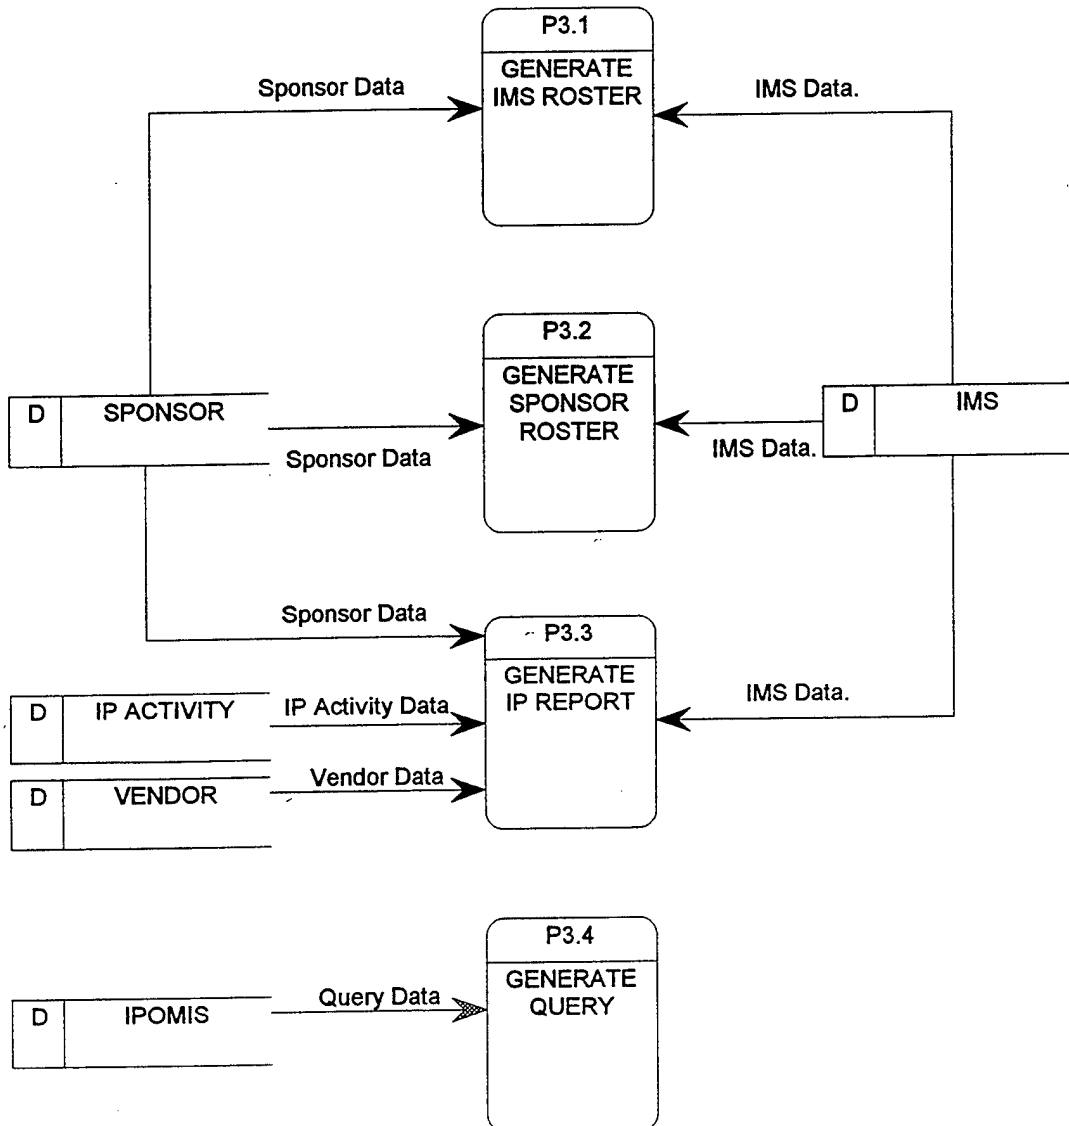 P3.1
GENERATE
IMS ROSTER
Sponsor Data
IMS Data.
P3.2
GENERATE
SPONSOR
ROSTER
D
SPONSOR
Sponsor Data
IMS Data.
D
IMS
Sponsor Data
P3.3
GENERATE
IP REPORT
D
IP ACTIVITY
IP Activity Data
IMS Data.
D
VENDOR
Vendor Data
P3.4
GENERATE
QUERY
D
IPOMIS
Query Data